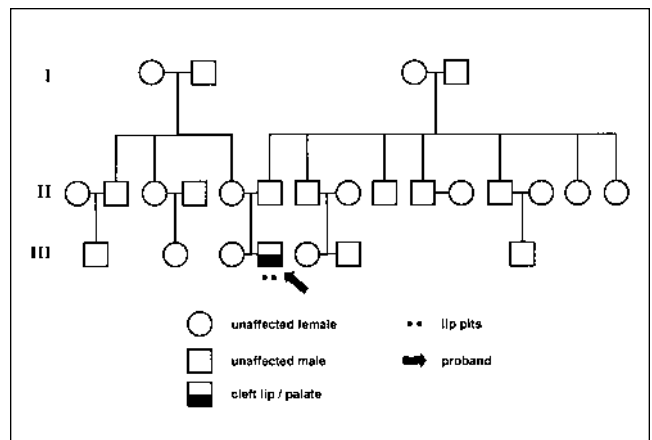 I
II
III
unaffected female
lip pits
unaffected male
proband
cleft lip / palate